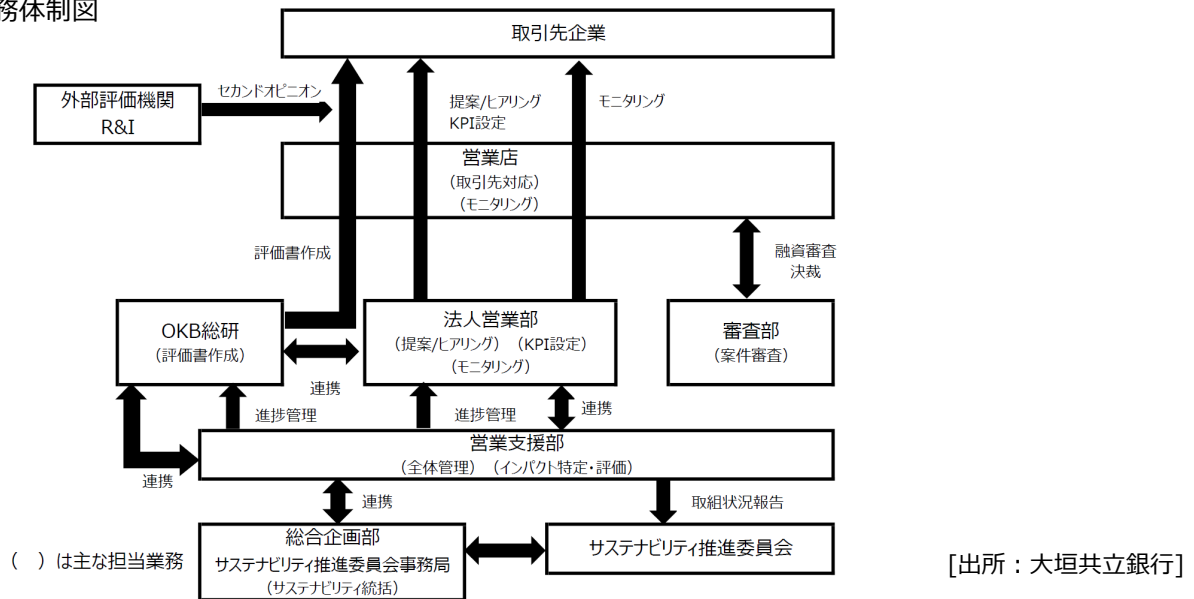 務体制図
取引先企業
外部評価機関
R&I
セカンドオピニオン
提案/ヒアリング
KPI設定
モニタリング
営業店
（取引先対応）
（モニタリング）
評価書作成
融資審査
決裁
OKB総研
（評価書作成）
法人営業部
（提案/ヒアリング）（KPI設定）
（モニタリング）
審査部
（案件審査）
連携
進捗管理
進捗管理
連携
営業支援部
（全体管理）（インパクト特定・評価）
連携
連携
取組状況報告
総合企画部
サステナビリティ推進委員会事務局
（サステナビリティ統括）
サステナビリティ推進委員会
（　）は主な担当業務
[出所：大垣共立銀行]